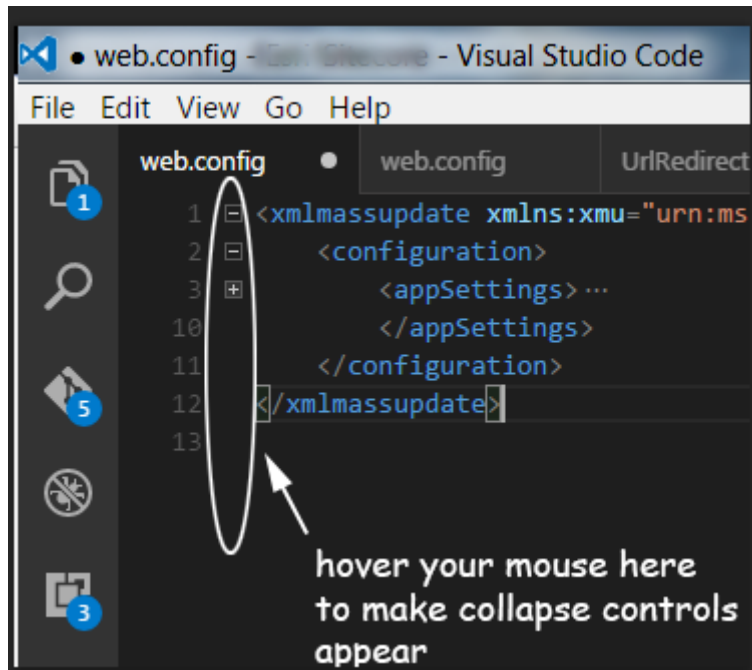 • web.config - - Visual Studio Code
File Edit View Go Help
web.config ● web.config UrlRedirect
1 <xmlmassupdate xmlns:xmu="urn:ms
2 <configuration>
3 <appSettings>···
10 </appSettings>
11 </configuration>
12 </xmlmassupdate>
13
1
5
3
hover your mouse here
to make collapse controls
appear